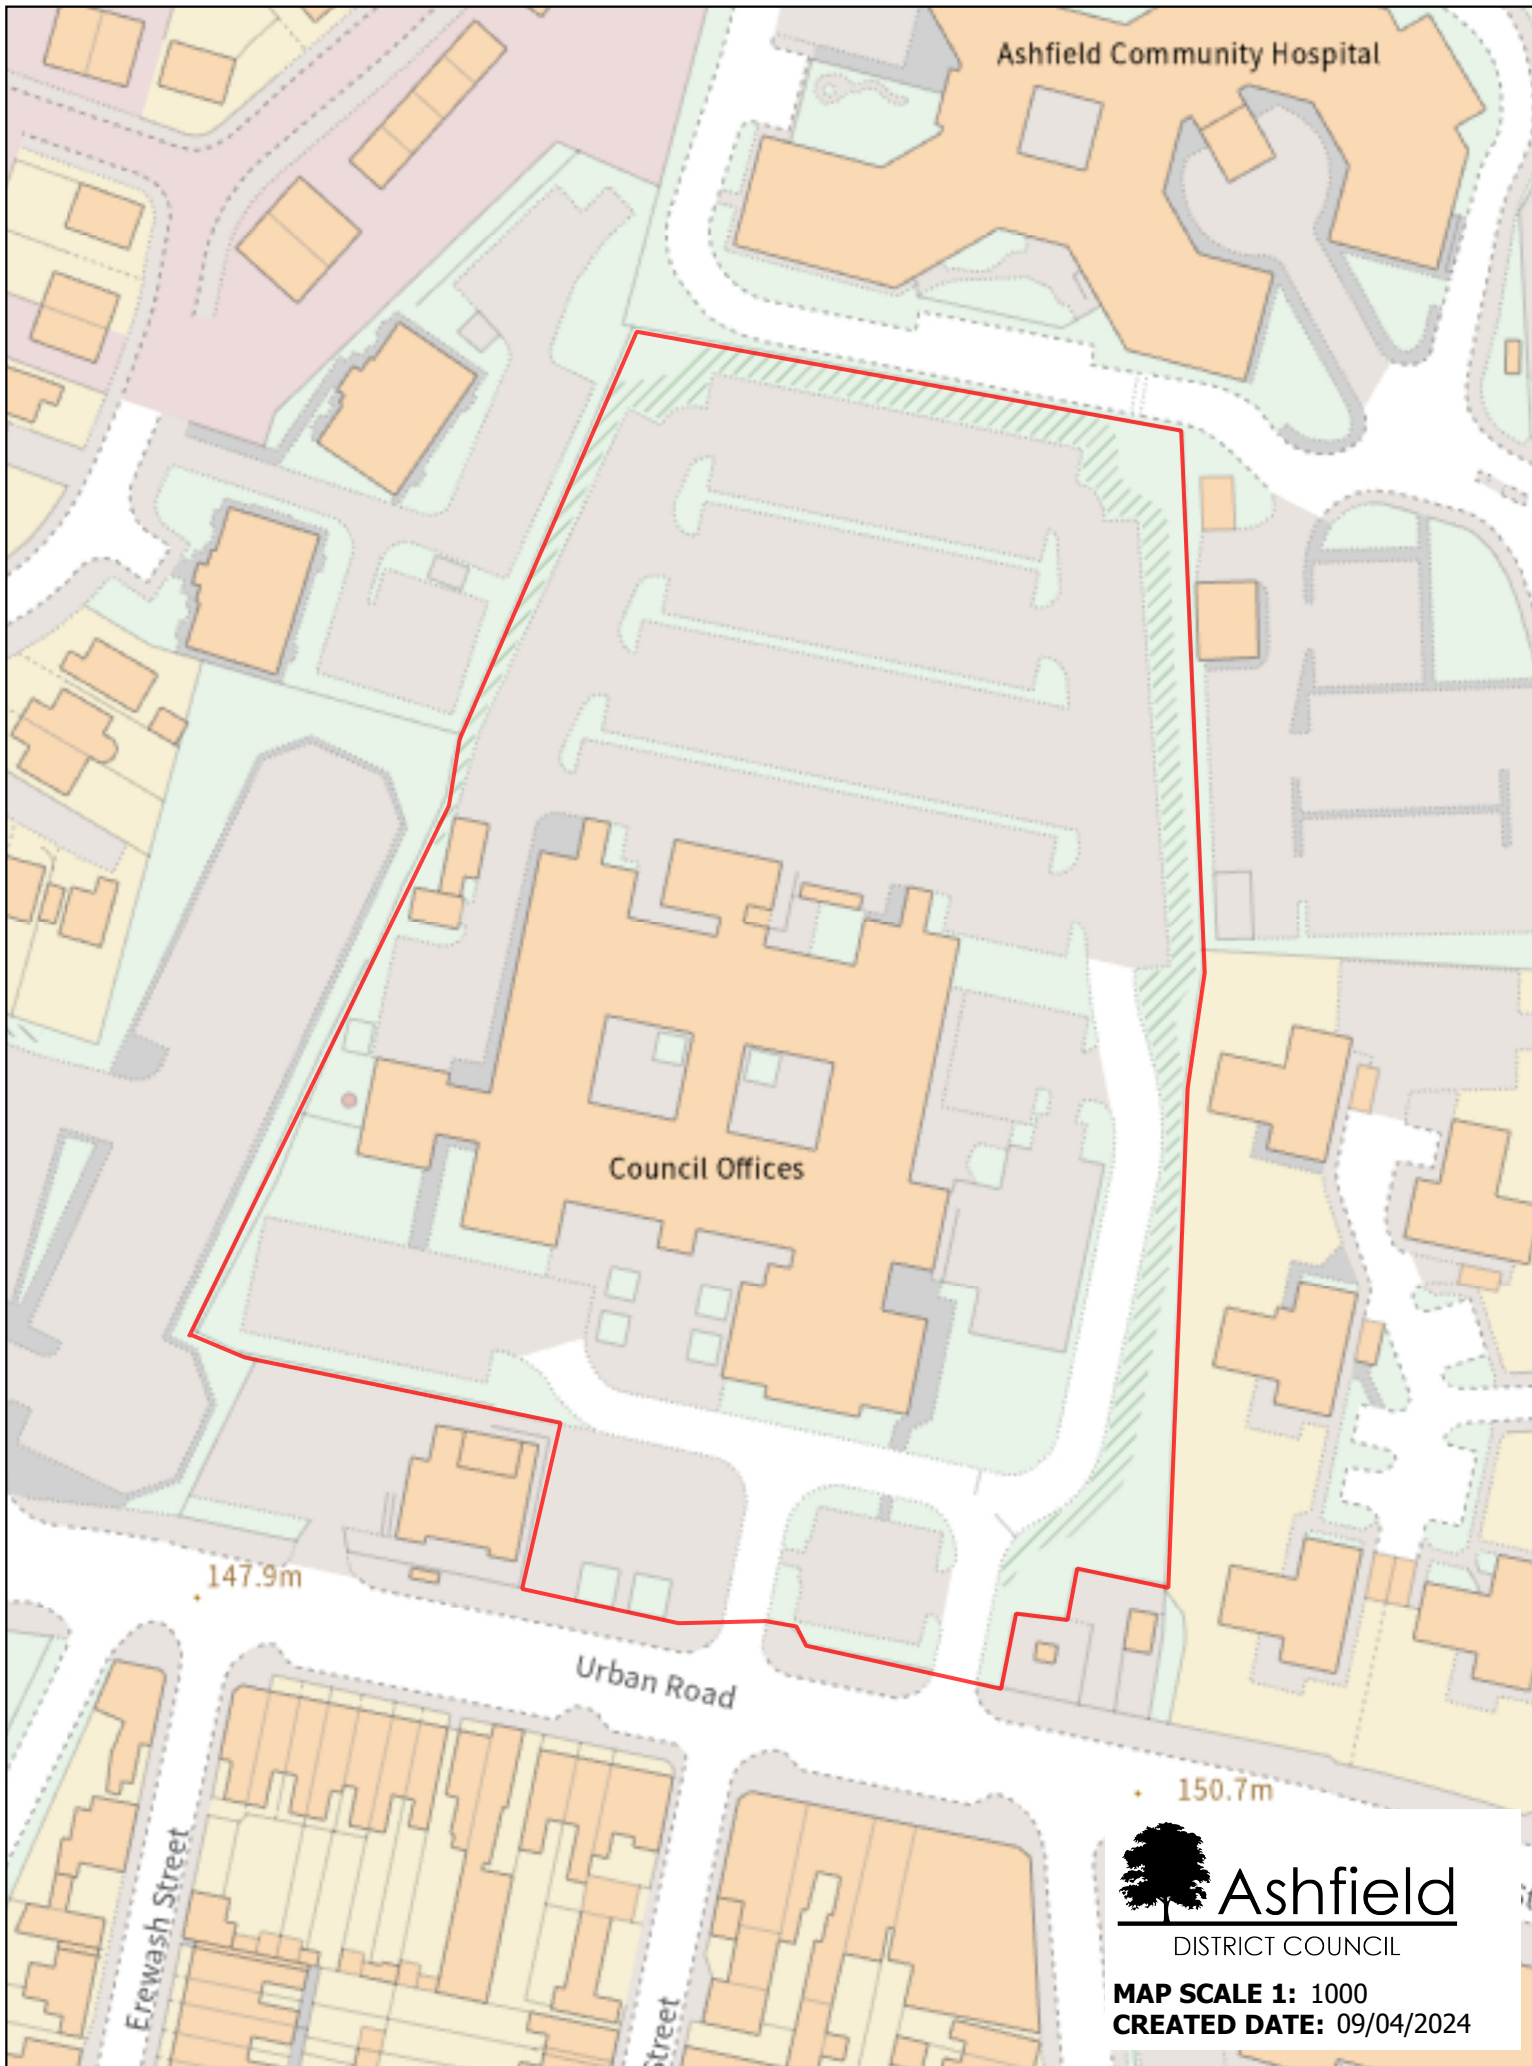 Ashfield Community Hospital
Council Offices
147.9m
Urban Road
150.7m
Erewash Street
Street
Ashfield
DISTRICT COUNCIL
MAP SCALE 1: 1000
CREATED DATE: 09/04/2024